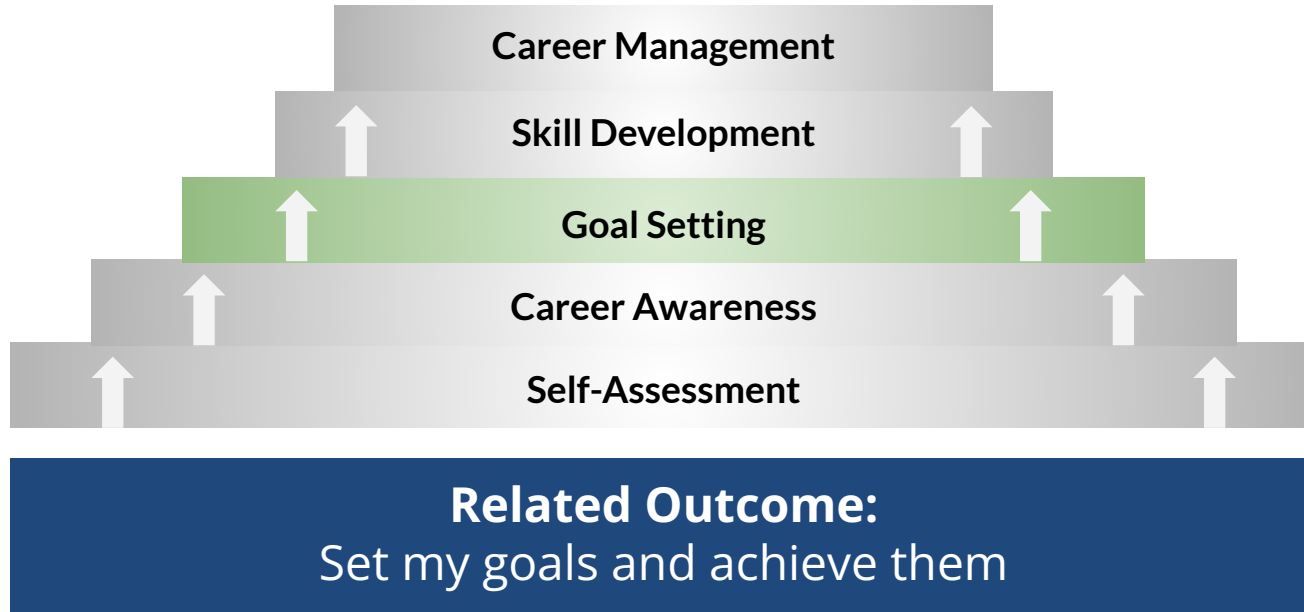 Career Management
Skill Development
Goal Setting
Career Awareness
Self-Assessment
Related Outcome:
Set my goals and achieve them